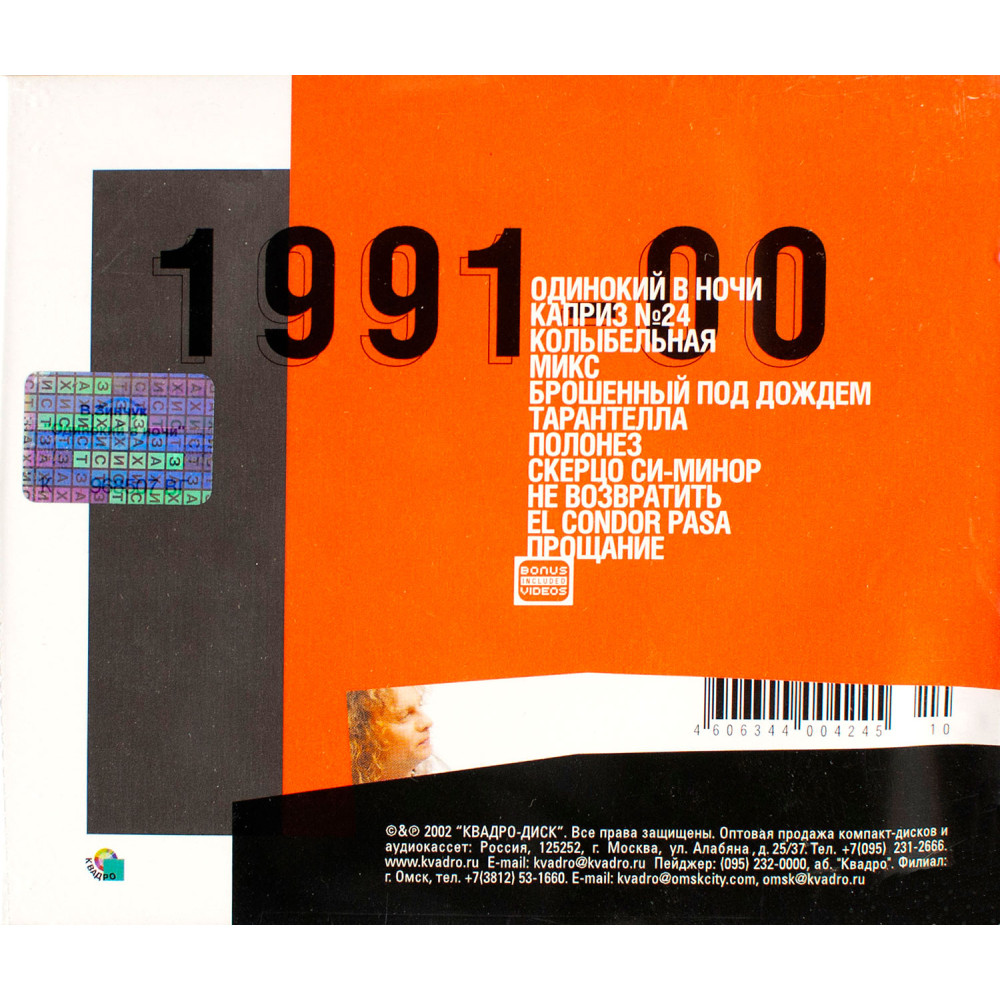 1991-00
ОДИНОКИЙ В НОЧИ
КАПРИЗ №24
КОЛЫБЕЛЬНАЯ
МИКС
БРОШЕННЫЙ ПОД ДОЖДЕМ
ТАРАНТЕЛЛА
ПОЛОНЕЗ
СКЕРЦО СИ-МИНОР
НЕ ВОЗВРАТИТЬ
EL CONDOR PASA
ПРОЩАНИЕ
BONUS
INCLUDED
VIDEOS
В.Зинчук
"Одинокий в ночи"
4 606344 004245 10
©&℗ 2002 "КВАДРО-ДИСК". Все права защищены. Оптовая продажа компакт-дисков и
аудиокассет: Россия, 125252, г. Москва, ул. Алабяна, д. 25/37. Тел. +7(095) 231-2666.
www.kvadro.ru E-mail: kvadro@kvadro.ru Пейджер: (095) 232-0000, аб. "Квадро". Филиал:
г. Омск, тел. +7(3812) 53-1660. E-mail: kvadro@omskcity.com, omsk@kvadro.ru
КВАДРО